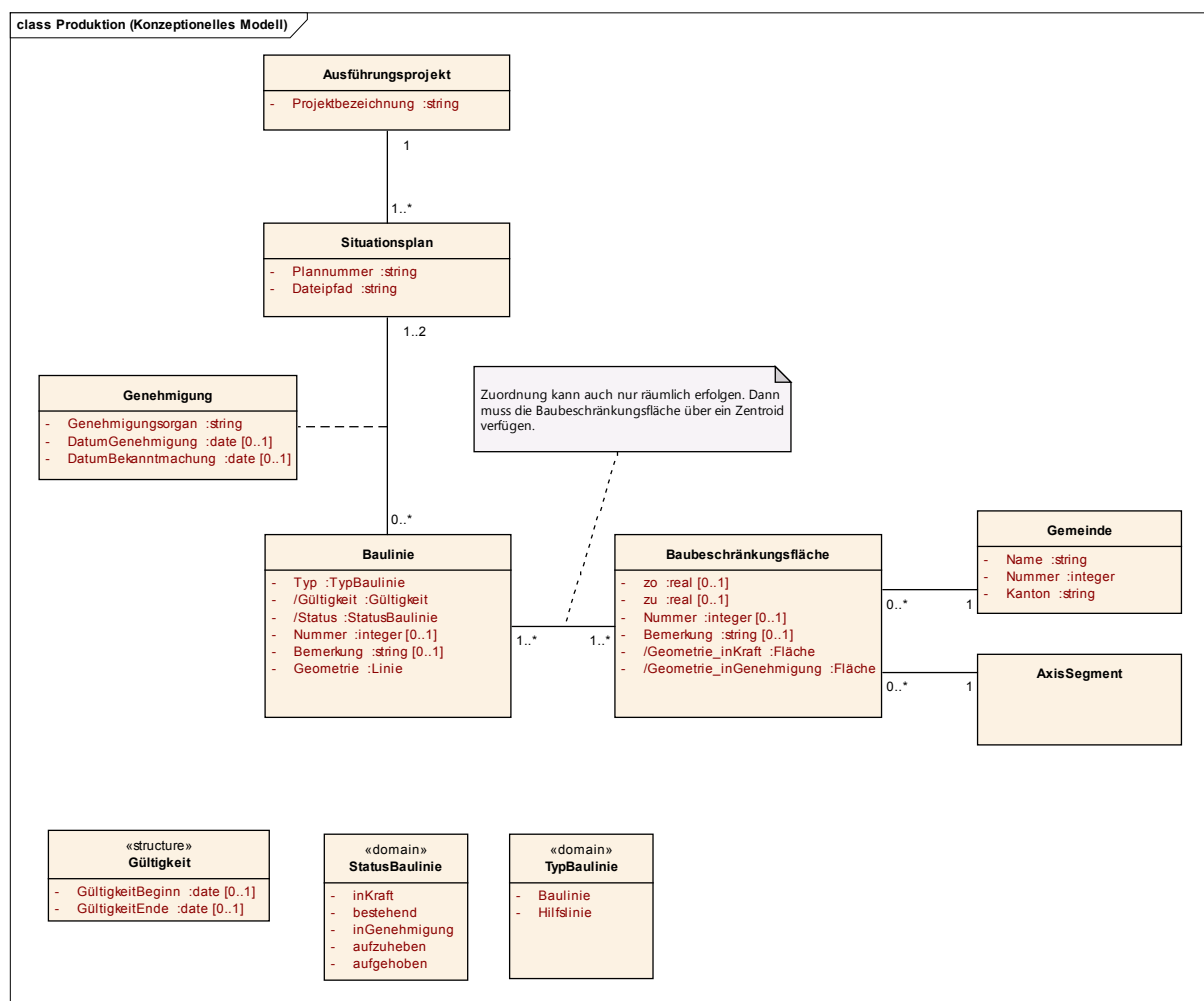 class Produktion (Konzeptionelles Modell)
Ausführungsprojekt
- Projektbezeichnung :string
1
1..*
Situationsplan
- Plannummer :string
- Dateipfad :string
1..2
Genehmigung
- Genehmigungsorgan :string
- DatumGenehmigung :date [0..1]
- DatumBekanntmachung :date [0..1]
Zuordnung kann auch nur räumlich erfolgen. Dann
muss die Baubeschränkungsfläche über ein Zentroid
verfügen.
0..*
Baulinie
- Typ :TypBaulinie
- /Gültigkeit :Gültigkeit
- /Status :StatusBaulinie
- Nummer :integer [0..1]
- Bemerkung :string [0..1]
- Geometrie :Linie
1..*
1..*
Baubeschränkungsfläche
- zo :real [0..1]
- zu :real [0..1]
- Nummer :integer [0..1]
- Bemerkung :string [0..1]
- /Geometrie_inKraft :Fläche
- /Geometrie_inGenehmigung :Fläche
0..*
1
Gemeinde
- Name :string
- Nummer :integer
- Kanton :string
0..*
1
AxisSegment
«structure»
Gültigkeit
- GültigkeitBeginn :date [0..1]
- GültigkeitEnde :date [0..1]
«domain»
StatusBaulinie
- inKraft
- bestehend
- inGenehmigung
- aufzuheben
- aufgehoben
«domain»
TypBaulinie
- Baulinie
- Hilfslinie